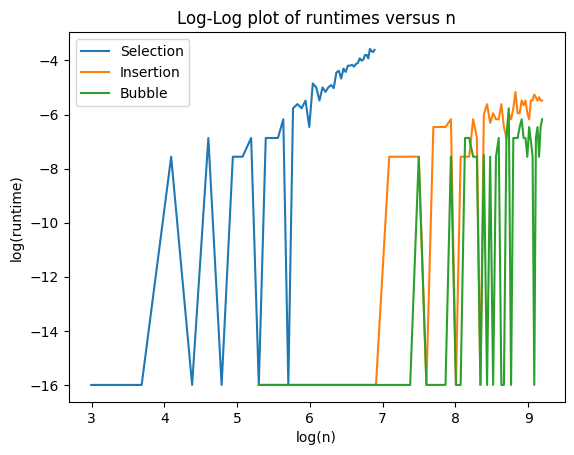 Log-Log plot of runtimes versus n
Selection
Insertion
Bubble
log(runtime)
−4
−6
−8
−10
−12
−14
−16
3 4 5 6 7 8 9
log(n)